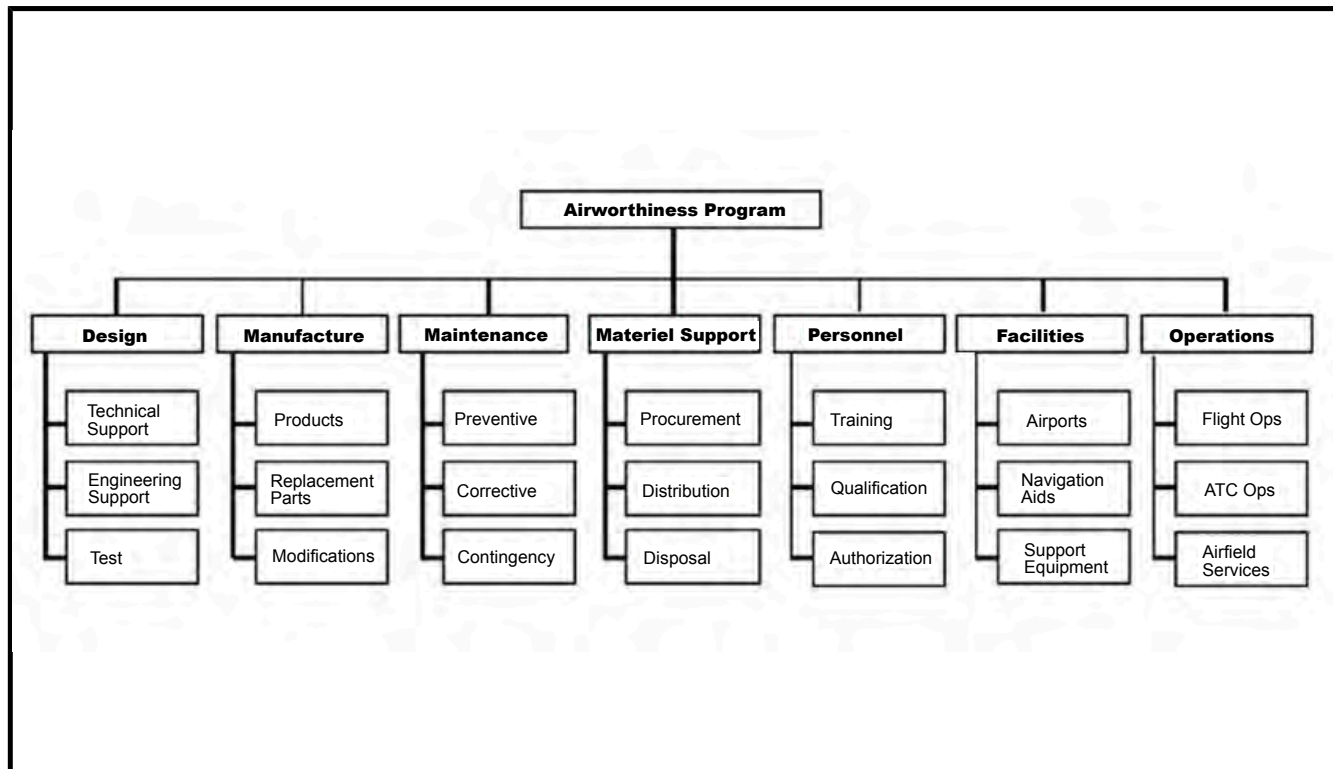 Airworthiness Program
Design
Technical
Support
Engineering
Support
Test
Manufacture
Products
Replacement
Parts
Modifications
Maintenance
Preventive
Corrective
Contingency
Materiel Support
Procurement
Distribution
Disposal
Personnel
Training
Qualification
Authorization
Facilities
Airports
Navigation
Aids
Support
Equipment
Operations
Flight Ops
ATC Ops
Airfield
Services